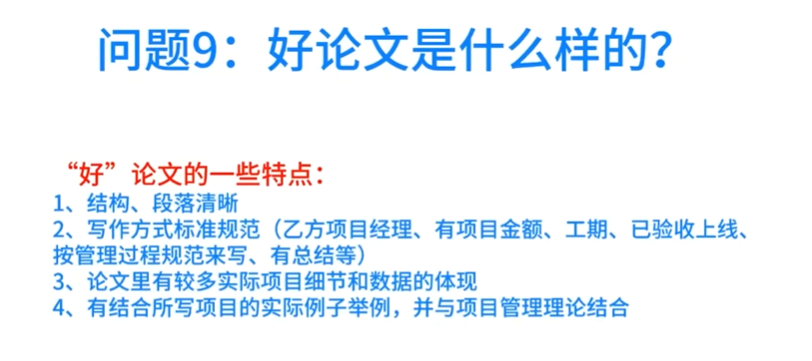 问题9：好论文是什么样的？
“好”论文的一些特点：
1、结构、段落清晰
2、写作方式标准规范（乙方项目经理、有项目金额、工期、已验收上线、
按管理过程规范来写、有总结等）
3、论文里有较多实际项目细节和数据的体现
4、有结合所写项目的实际例子举例，并与项目管理理论结合